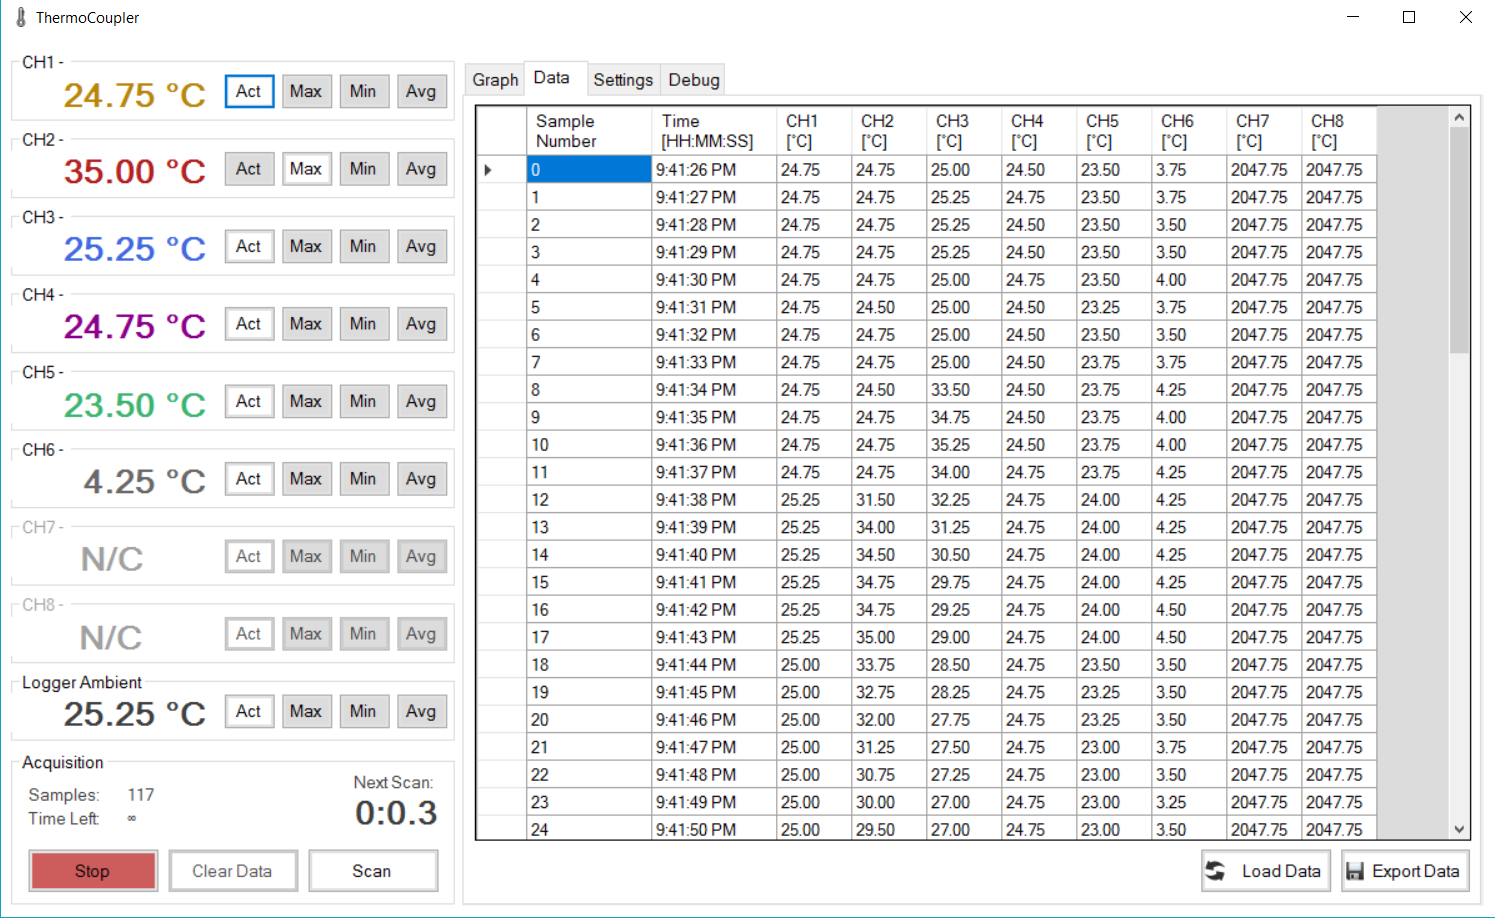 ThermoCoupler
CH1 -
24.75 °C Act Max Min Avg
CH2 -
35.00 °C Act Max Min Avg
CH3 -
25.25 °C Act Max Min Avg
CH4 -
24.75 °C Act Max Min Avg
CH5 -
23.50 °C Act Max Min Avg
CH6 -
4.25 °C Act Max Min Avg
CH7 -
N/C Act Max Min Avg
CH8 -
N/C Act Max Min Avg
Logger Ambient
25.25 °C Act Max Min Avg
Acquisition
Samples: 117
Time Left: ∞
Next Scan:
0:0.3
Stop Clear Data Scan
Graph Data Settings Debug
Sample Number Time [HH:MM:SS] CH1 [°C] CH2 [°C] CH3 [°C] CH4 [°C] CH5 [°C] CH6 [°C] CH7 [°C] CH8 [°C]
0 9:41:26 PM 24.75 24.75 25.00 24.50 23.50 3.75 2047.75 2047.75
1 9:41:27 PM 24.75 24.75 25.25 24.75 23.50 3.75 2047.75 2047.75
2 9:41:28 PM 24.75 24.75 25.25 24.50 23.50 3.50 2047.75 2047.75
3 9:41:29 PM 24.75 24.75 25.25 24.50 23.50 3.50 2047.75 2047.75
4 9:41:30 PM 24.75 24.75 25.00 24.75 23.50 4.00 2047.75 2047.75
5 9:41:31 PM 24.75 24.50 25.00 24.50 23.25 3.75 2047.75 2047.75
6 9:41:32 PM 24.75 24.75 25.00 24.50 23.50 3.50 2047.75 2047.75
7 9:41:33 PM 24.75 24.75 25.00 24.50 23.75 3.75 2047.75 2047.75
8 9:41:34 PM 24.75 24.50 33.50 24.50 23.75 4.25 2047.75 2047.75
9 9:41:35 PM 24.75 24.75 34.75 24.50 23.75 4.00 2047.75 2047.75
10 9:41:36 PM 24.75 24.75 35.25 24.50 23.75 4.00 2047.75 2047.75
11 9:41:37 PM 24.75 24.75 34.00 24.75 23.75 4.25 2047.75 2047.75
12 9:41:38 PM 25.25 31.50 32.25 24.75 24.00 4.25 2047.75 2047.75
13 9:41:39 PM 25.25 34.00 31.25 24.75 24.00 4.25 2047.75 2047.75
14 9:41:40 PM 25.25 34.50 30.50 24.75 24.00 4.25 2047.75 2047.75
15 9:41:41 PM 25.25 34.75 29.75 24.75 24.00 4.25 2047.75 2047.75
16 9:41:42 PM 25.25 34.75 29.25 24.75 24.00 4.50 2047.75 2047.75
17 9:41:43 PM 25.25 35.00 29.00 24.75 24.00 4.50 2047.75 2047.75
18 9:41:44 PM 25.00 33.75 28.50 24.75 23.50 3.50 2047.75 2047.75
19 9:41:45 PM 25.00 32.75 28.25 24.75 23.25 3.50 2047.75 2047.75
20 9:41:46 PM 25.00 32.00 27.75 24.75 23.25 3.50 2047.75 2047.75
21 9:41:47 PM 25.00 31.25 27.50 24.75 23.00 3.75 2047.75 2047.75
22 9:41:48 PM 25.00 30.75 27.25 24.75 23.00 3.50 2047.75 2047.75
23 9:41:49 PM 25.00 30.00 27.00 24.75 23.00 3.25 2047.75 2047.75
24 9:41:50 PM 25.00 29.50 27.00 24.75 23.00 3.50 2047.75 2047.75
Load Data Export Data